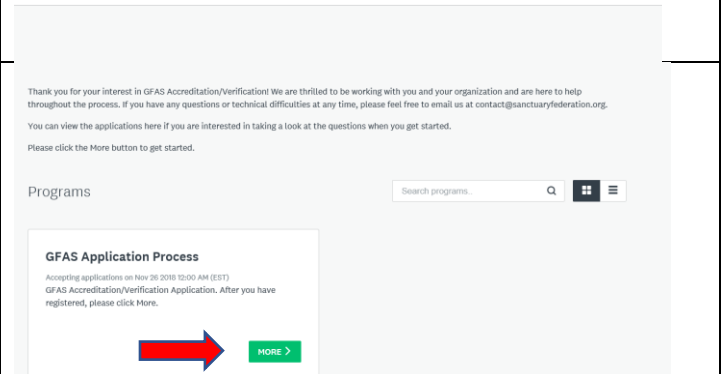 Thank you for your interest in GFAS Accreditation/Verification! We are thrilled to be working with you and your organization and are here to help
throughout the process. If you have any questions or technical difficulties at any time, please feel free to email us at contact@sanctuaryfederation.org.
You can view the applications here if you are interested in taking a look at the questions when you get started.
Please click the More button to get started.
Programs
Search programs..
GFAS Application Process
Accepting applications on Nov 26 2016 12:00 AM (EST)
GFAS Accreditation/Verification Application. After you have
registered, please click More.
MORE >